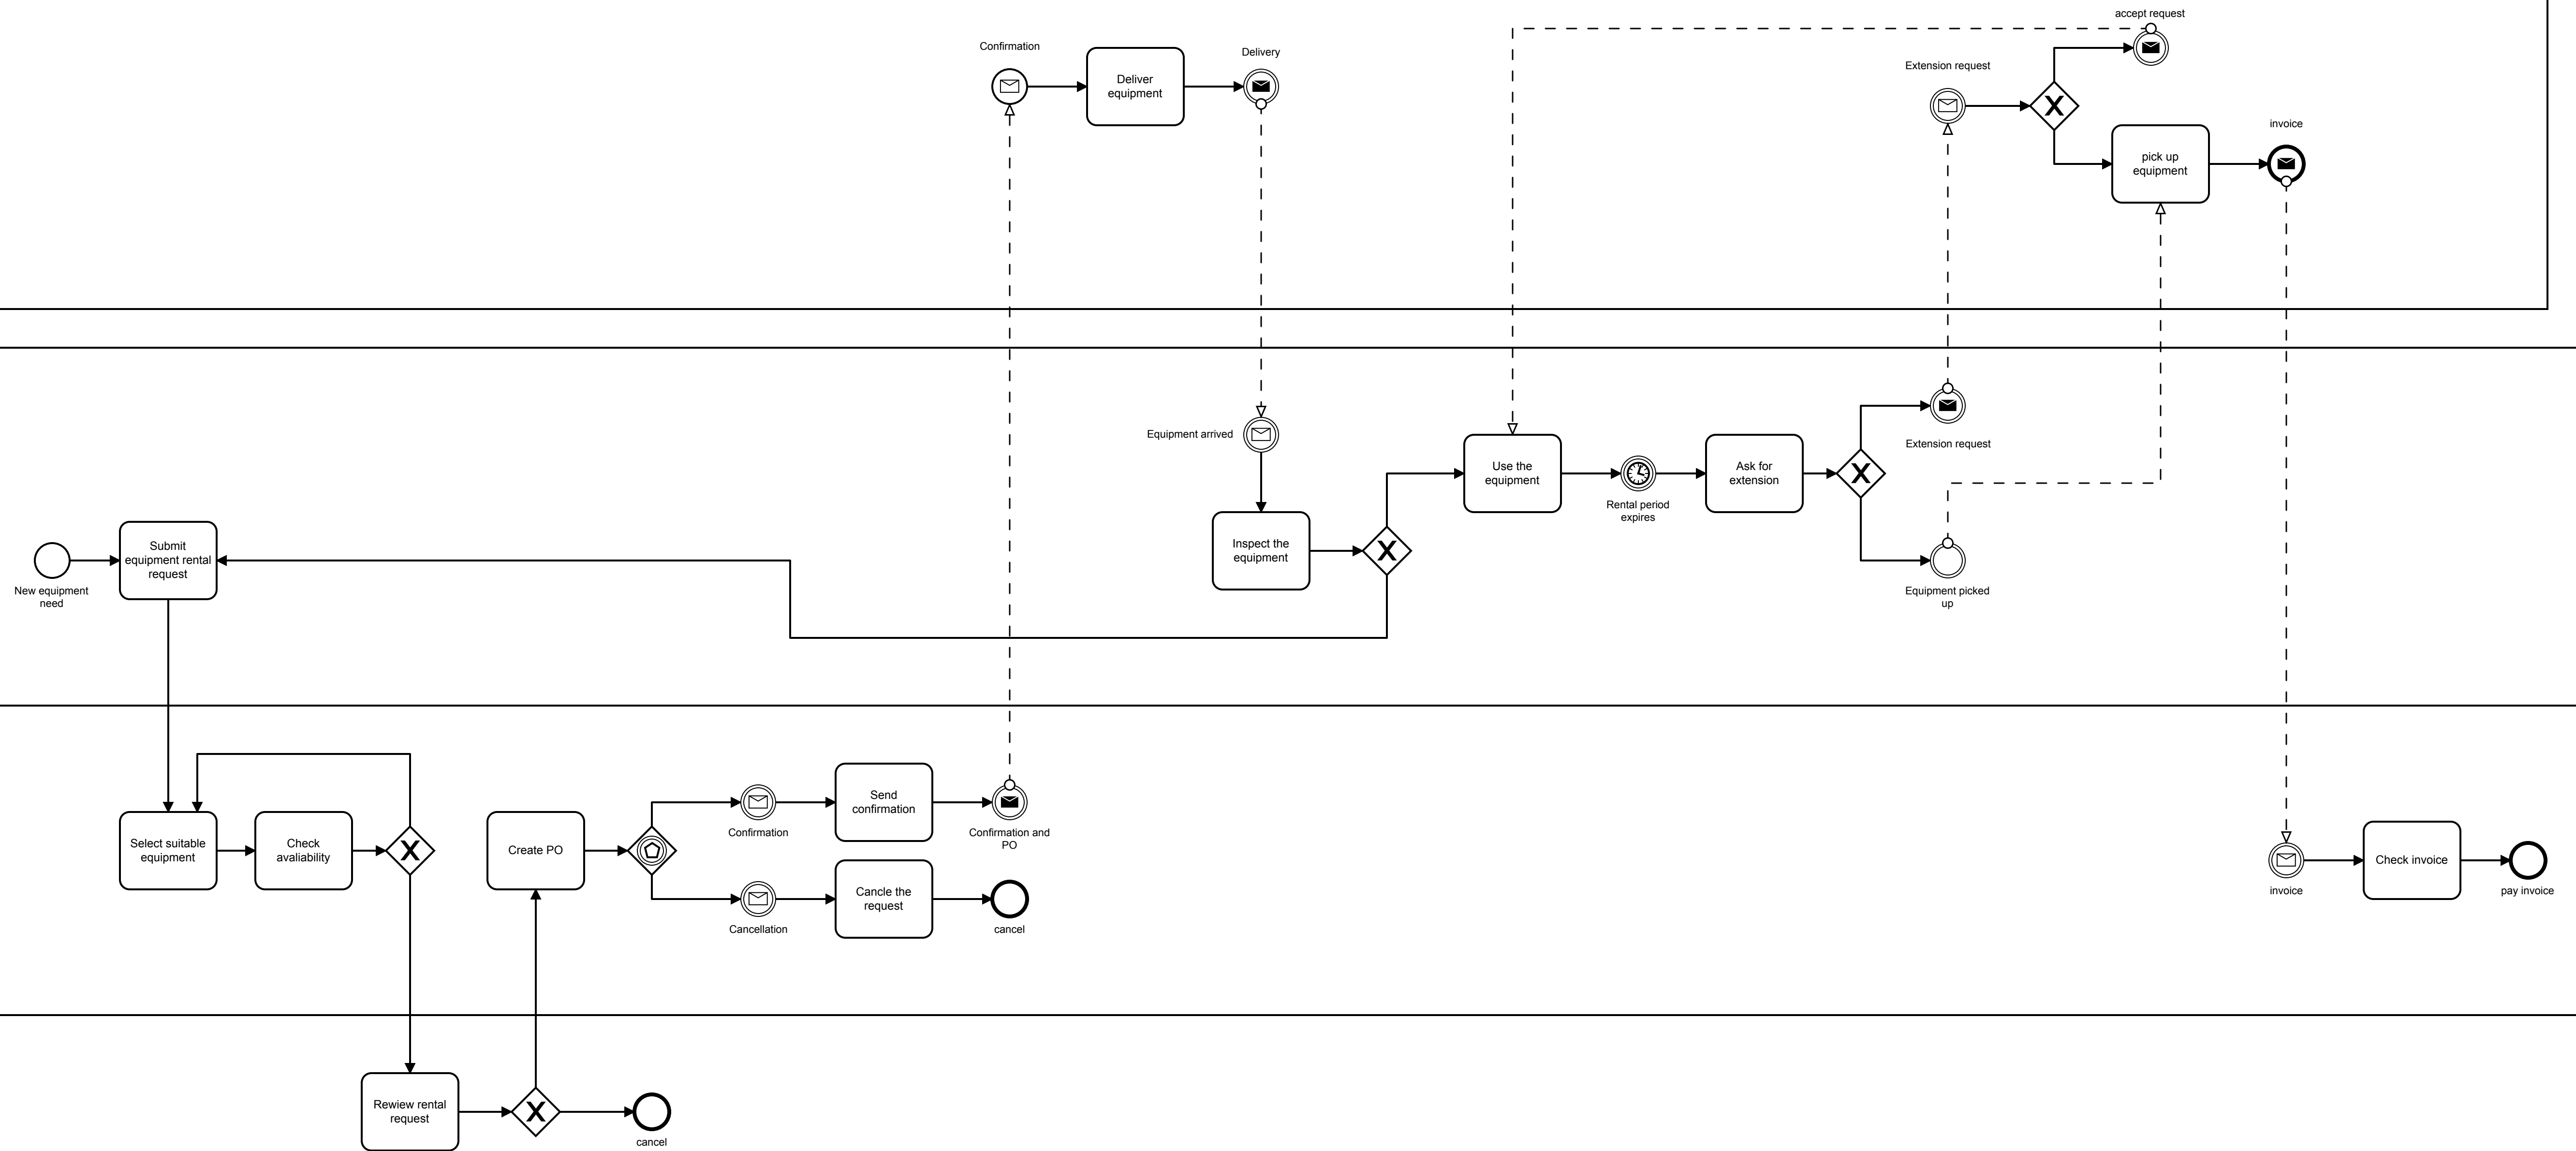 accept request
Confirmation
Delivery
Extension request
Deliver
equipment
invoice
pick up
equipment
Equipment arrived
Extension request
Use the
equipment
Ask for
extension
Rental period
expires
Submit
equipment rental
request
Inspect the
equipment
New equipment
need
Equipment picked
up
Send
confirmation
Confirmation
Confirmation and
PO
Select suitable
equipment
Check
avaliability
Create PO
Check invoice
invoice
pay invoice
Cancle the
request
Cancellation
cancel
Rewiew rental
request
cancel